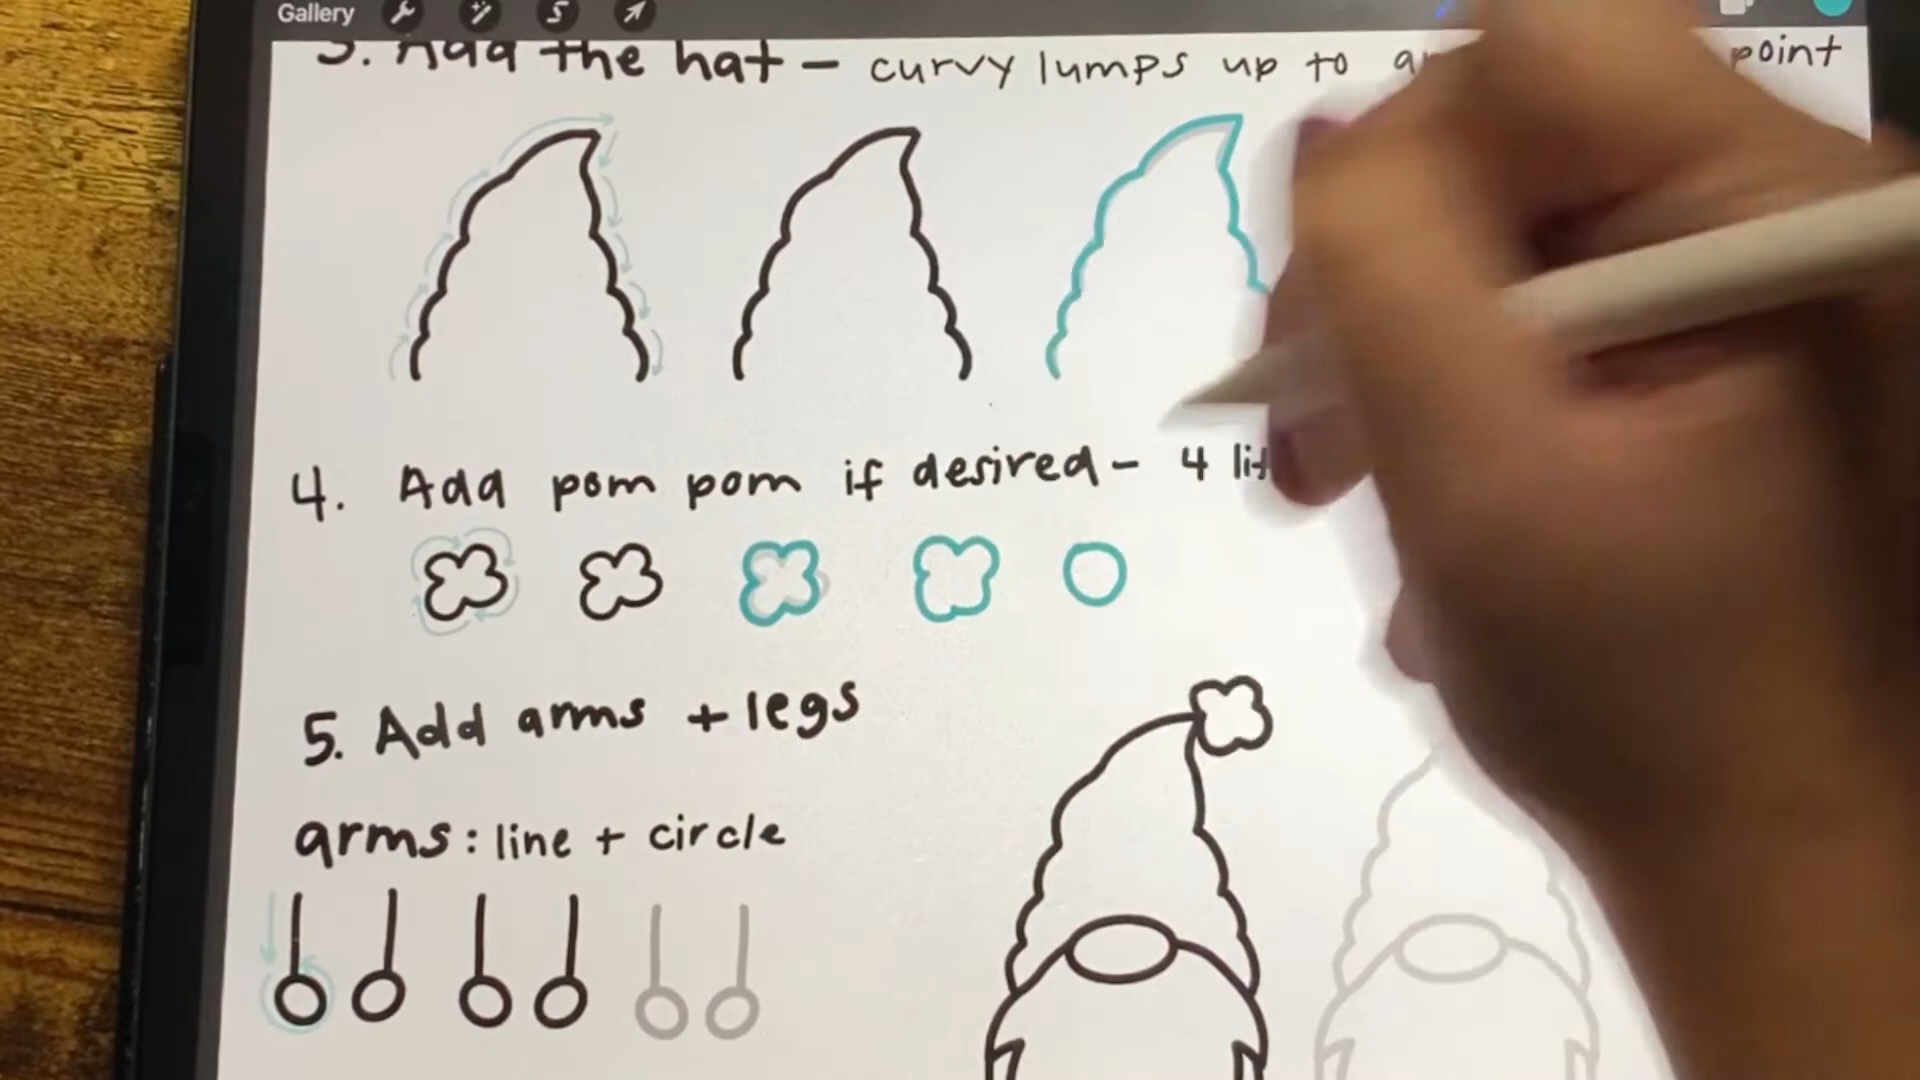 Gallery
3. Add the hat - curvy lumps up to point
4. Add pom pom if desired - 4
5. Add arms + legs
arms: line + circle